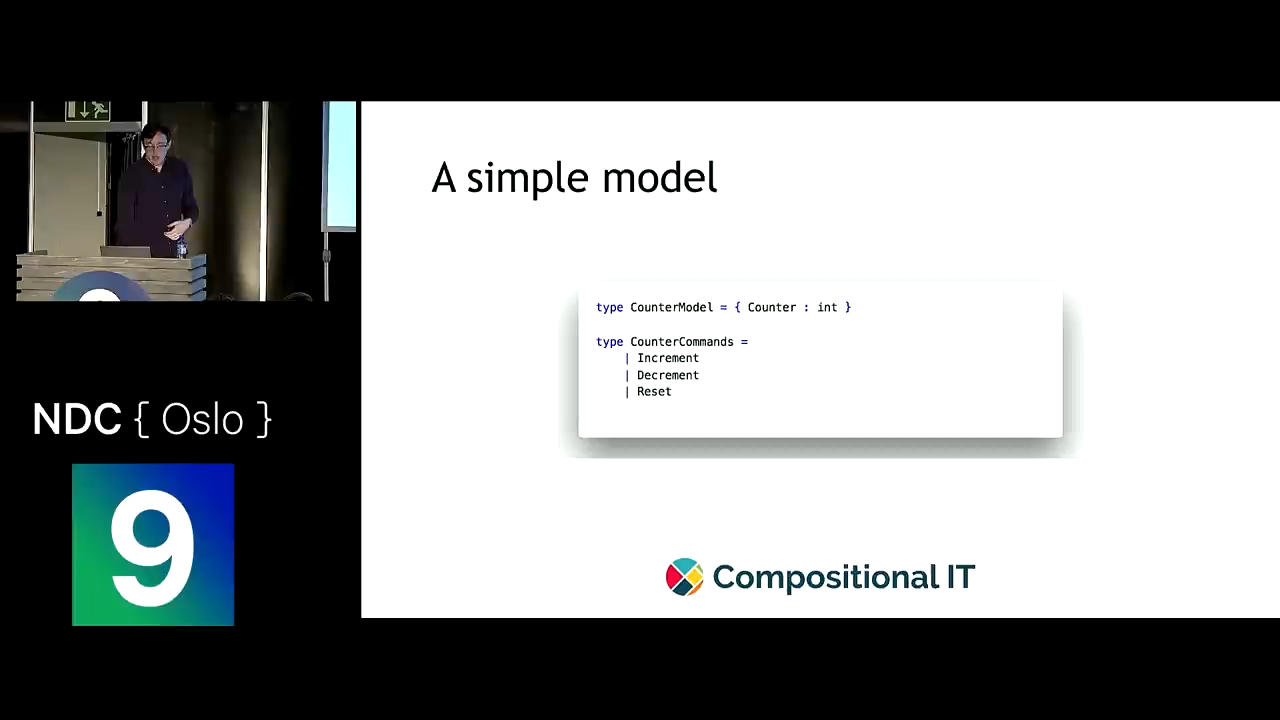 A simple model
type CounterModel = { Counter : int }
type CounterCommands =
| Increment
| Decrement
| Reset
NDC { Oslo }
9
Compositional IT